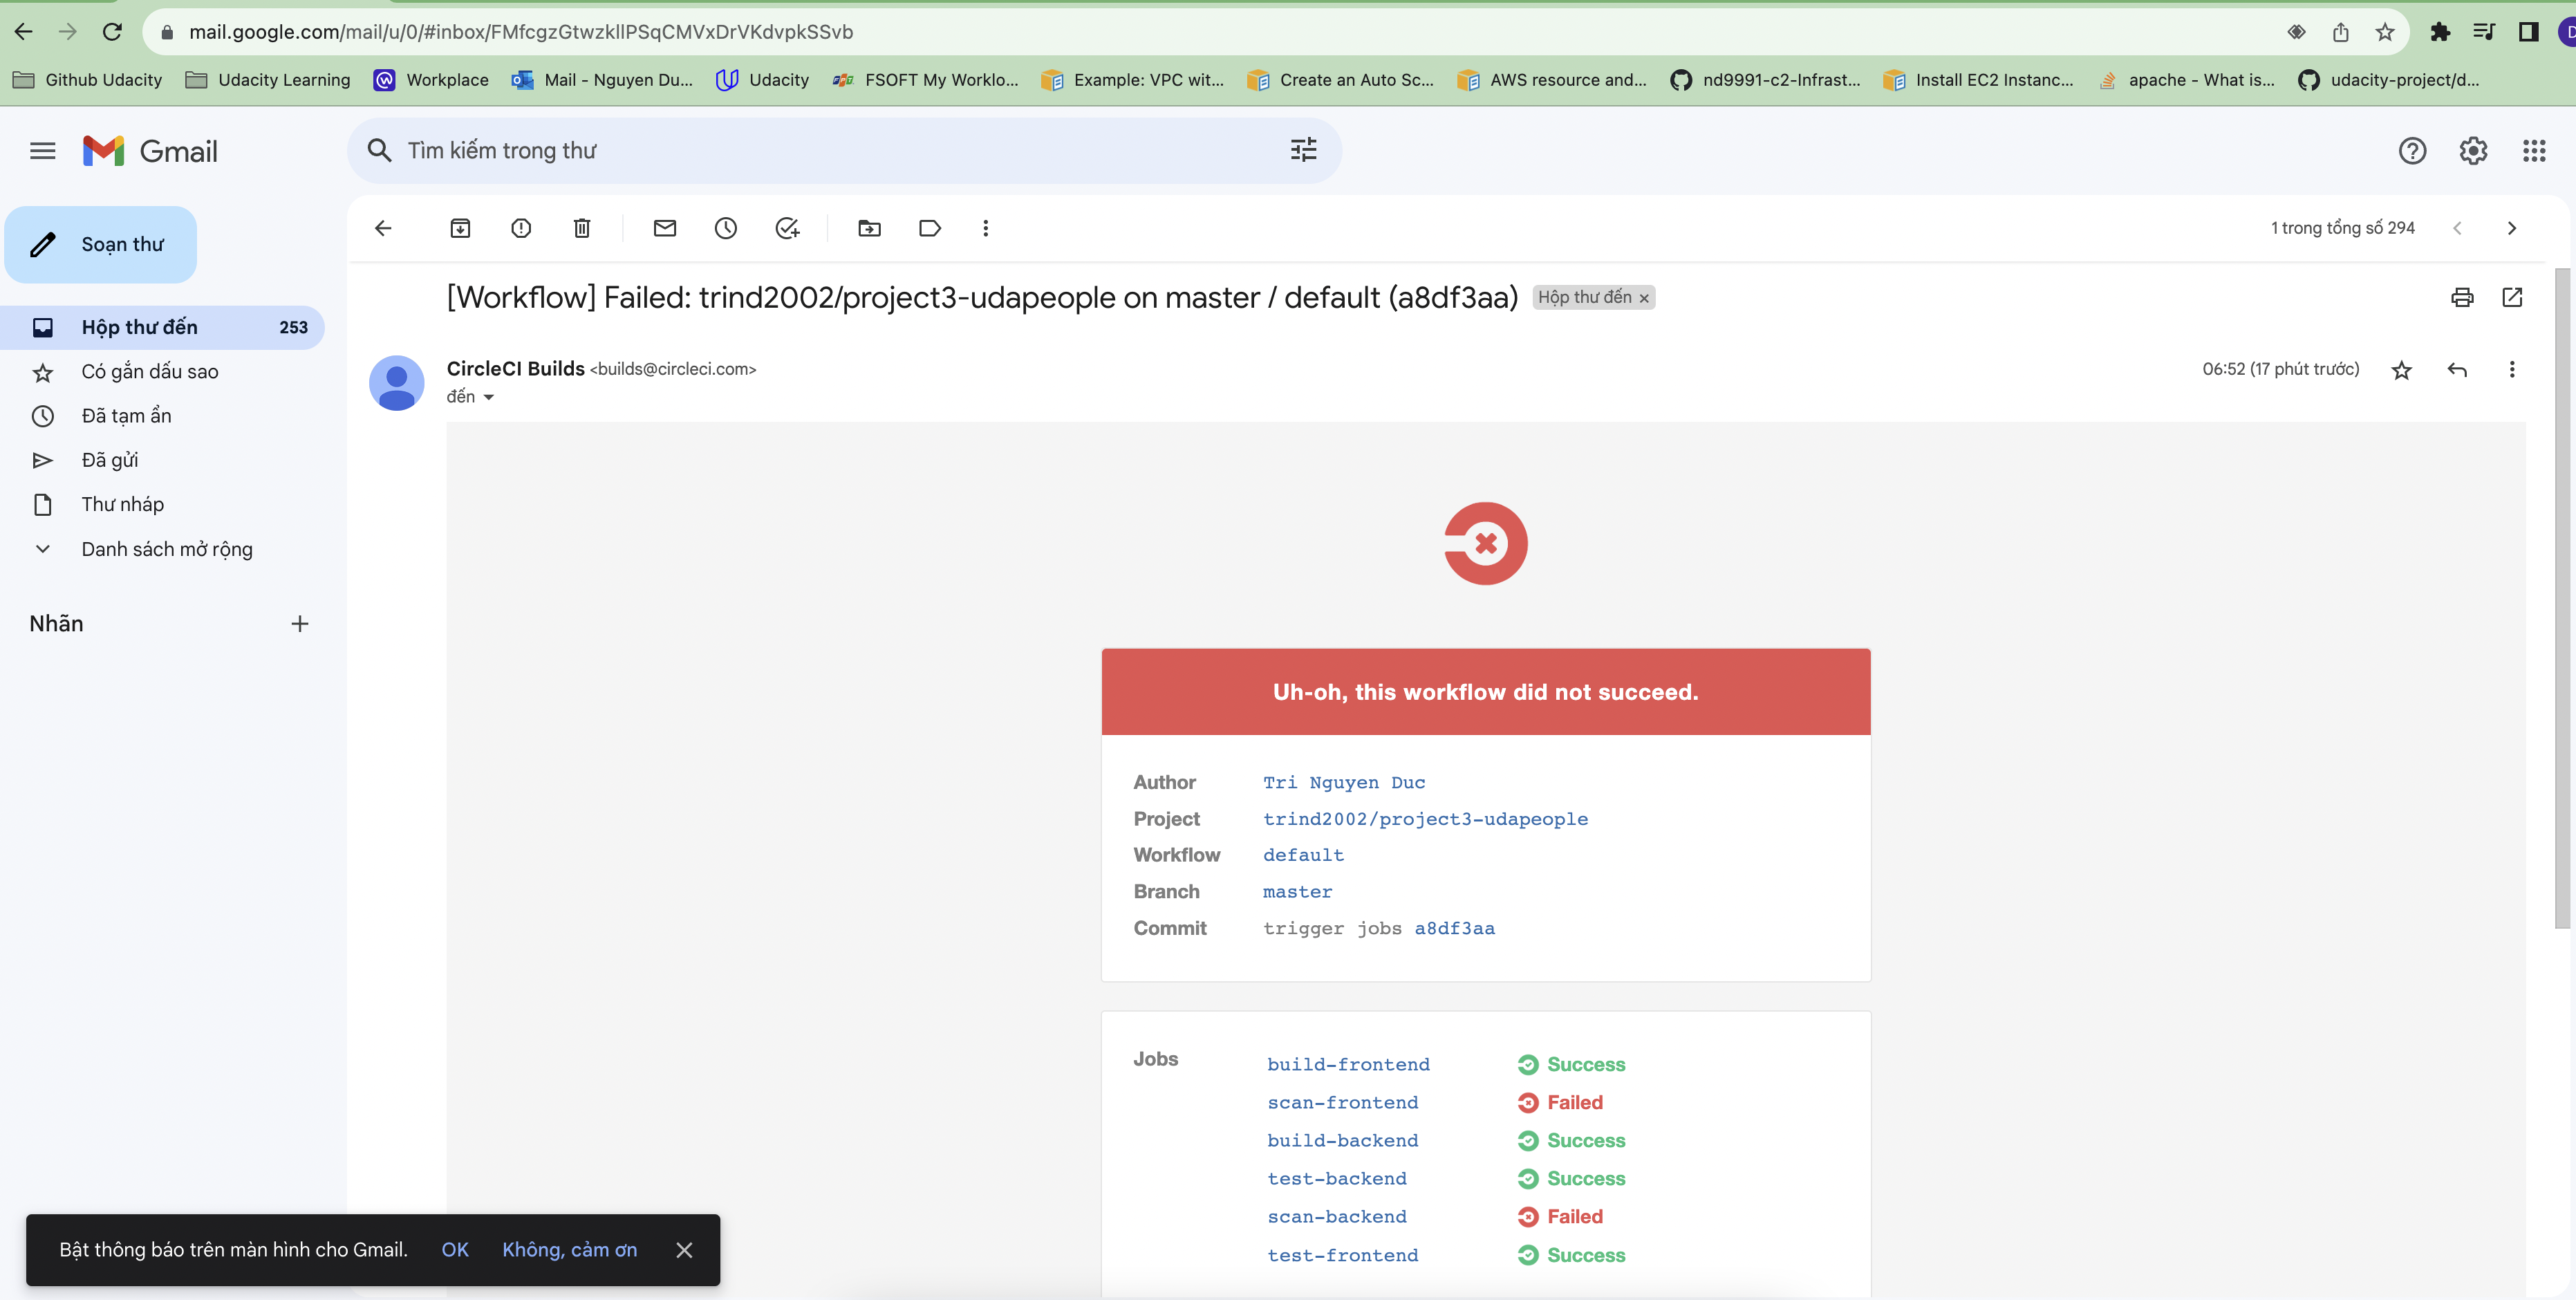 mail.google.com/mail/u/0/#inbox/FMfcgzGtwzkllPSqCMVxDrVKdvpkSSvb
D
Github Udacity
Udacity Learning
Workplace
Mail - Nguyen Du...
Udacity
FSOFT My Worklo...
Example: VPC wit...
Create an Auto Sc...
AWS resource and...
nd9991-c2-Infrast...
Install EC2 Instanc...
apache - What is...
udacity-project/d...
Gmail
Tìm kiếm trong thư
Soạn thư
1 trong tổng số 294
Hộp thư đến 253
Có gắn dấu sao
Đã tạm ẩn
Đã gửi
Thư nháp
Danh sách mở rộng
Nhãn
[Workflow] Failed: trind2002/project3-udapeople on master / default (a8df3aa)
Hộp thư đến ×
CircleCI Builds <builds@circleci.com>
06:52 (17 phút trước)
đến
Uh-oh, this workflow did not succeed.
Author Tri Nguyen Duc
Project trind2002/project3-udapeople
Workflow default
Branch master
Commit trigger jobs a8df3aa
Jobs
build-frontend Success
scan-frontend Failed
build-backend Success
test-backend Success
scan-backend Failed
test-frontend Success
Bật thông báo trên màn hình cho Gmail. OK Không, cảm ơn